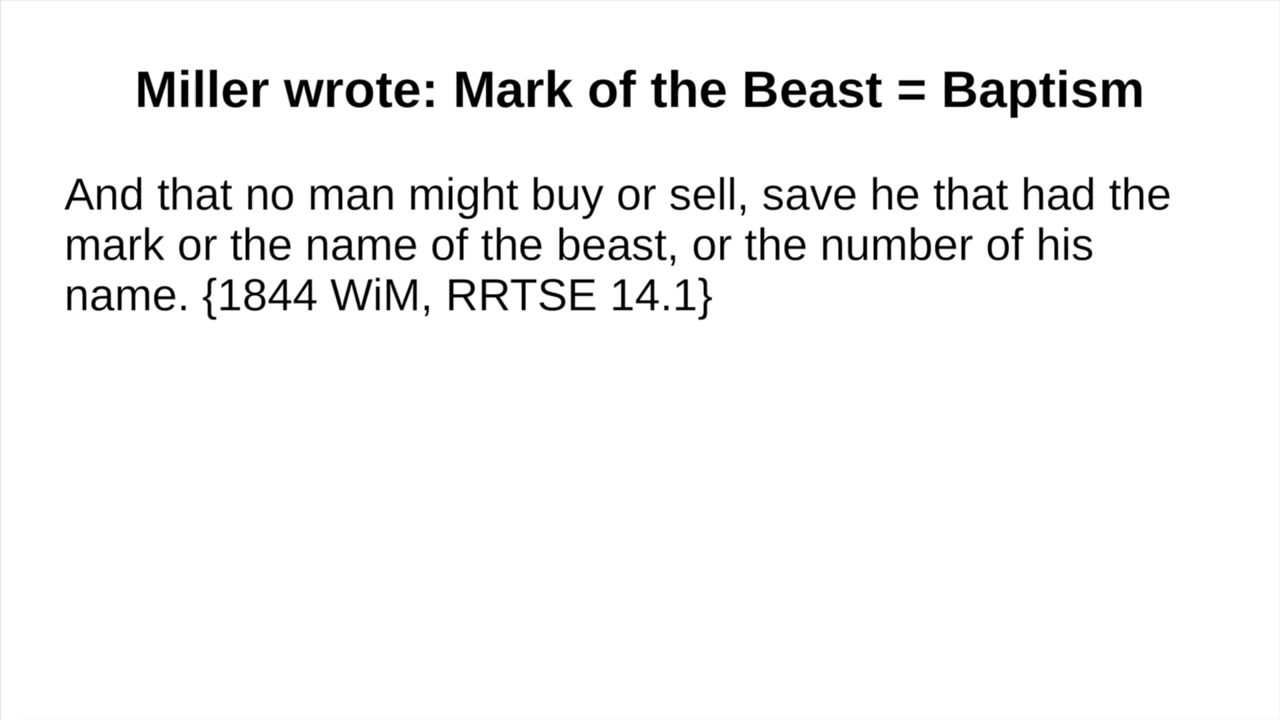 Miller wrote: Mark of the Beast = Baptism
And that no man might buy or sell, save he that had the
mark or the name of the beast, or the number of his
name. {1844 WiM, RRTSE 14.1}